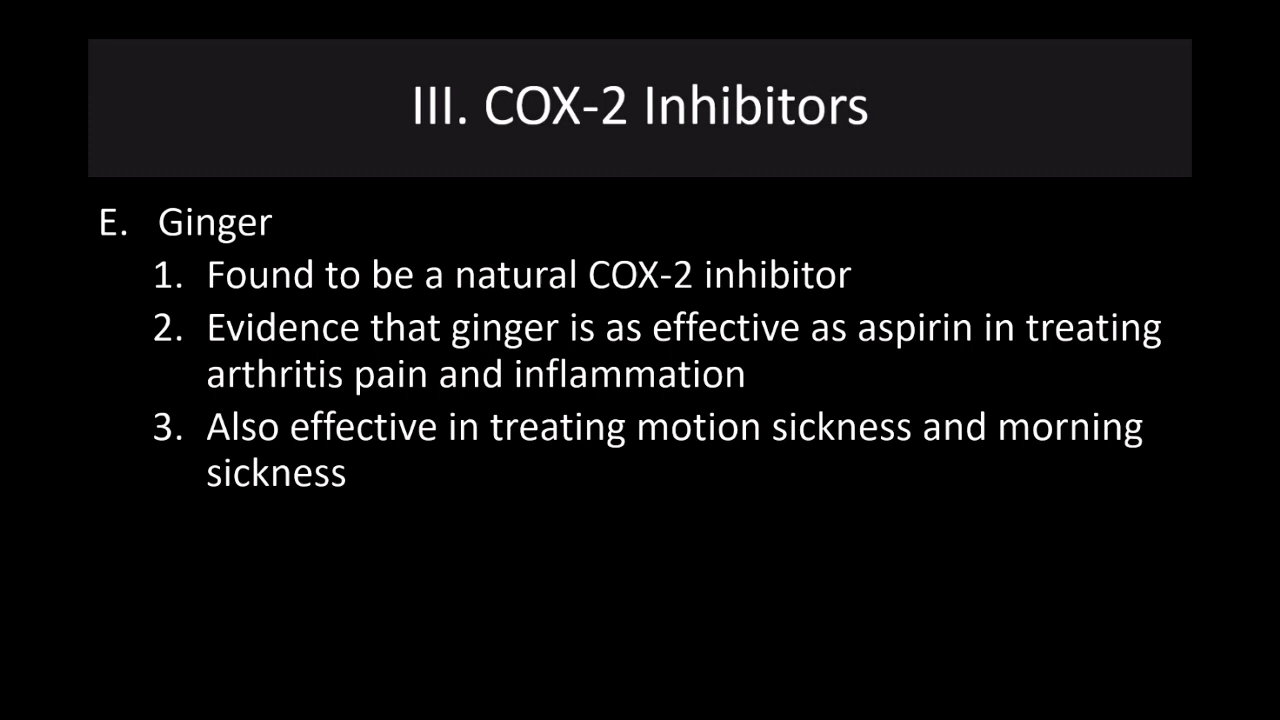 III. COX-2 Inhibitors
E. Ginger
1. Found to be a natural COX-2 inhibitor
2. Evidence that ginger is as effective as aspirin in treating
arthritis pain and inflammation
3. Also effective in treating motion sickness and morning
sickness